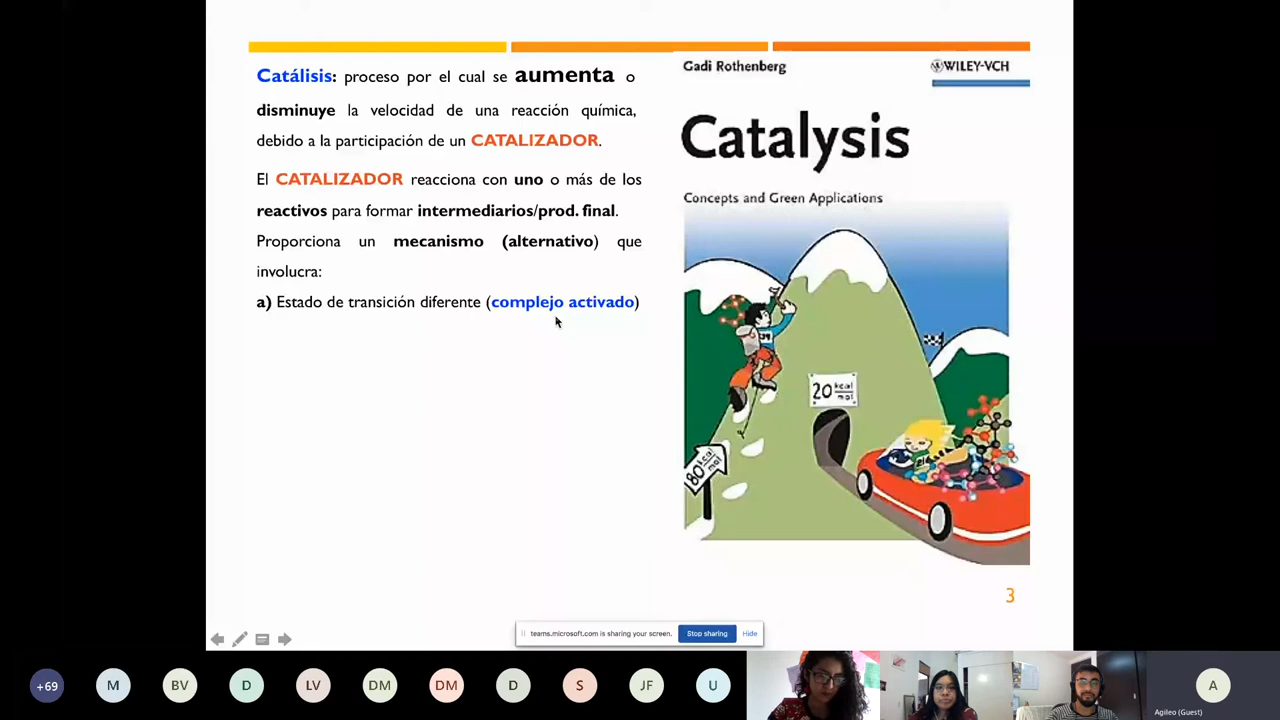 Catálisis: proceso por el cual se aumenta o
disminuye la velocidad de una reacción química,
debido a la participación de un CATALIZADOR.
El CATALIZADOR reacciona con uno o más de los
reactivos para formar intermediarios/prod. final.
Proporciona un mecanismo (alternativo) que
involucra:
a) Estado de transición diferente (complejo activado)
Gadi Rothenberg
WILEY-VCH
Catalysis
Concepts and Green Applications
20 kcal
mol
80 kcal
mol
3
teams.microsoft.com is sharing your screen.
Stop sharing
Hide
+69
M
BV
D
LV
DM
DM
D
S
JF
U
A
Agileo (Guest)